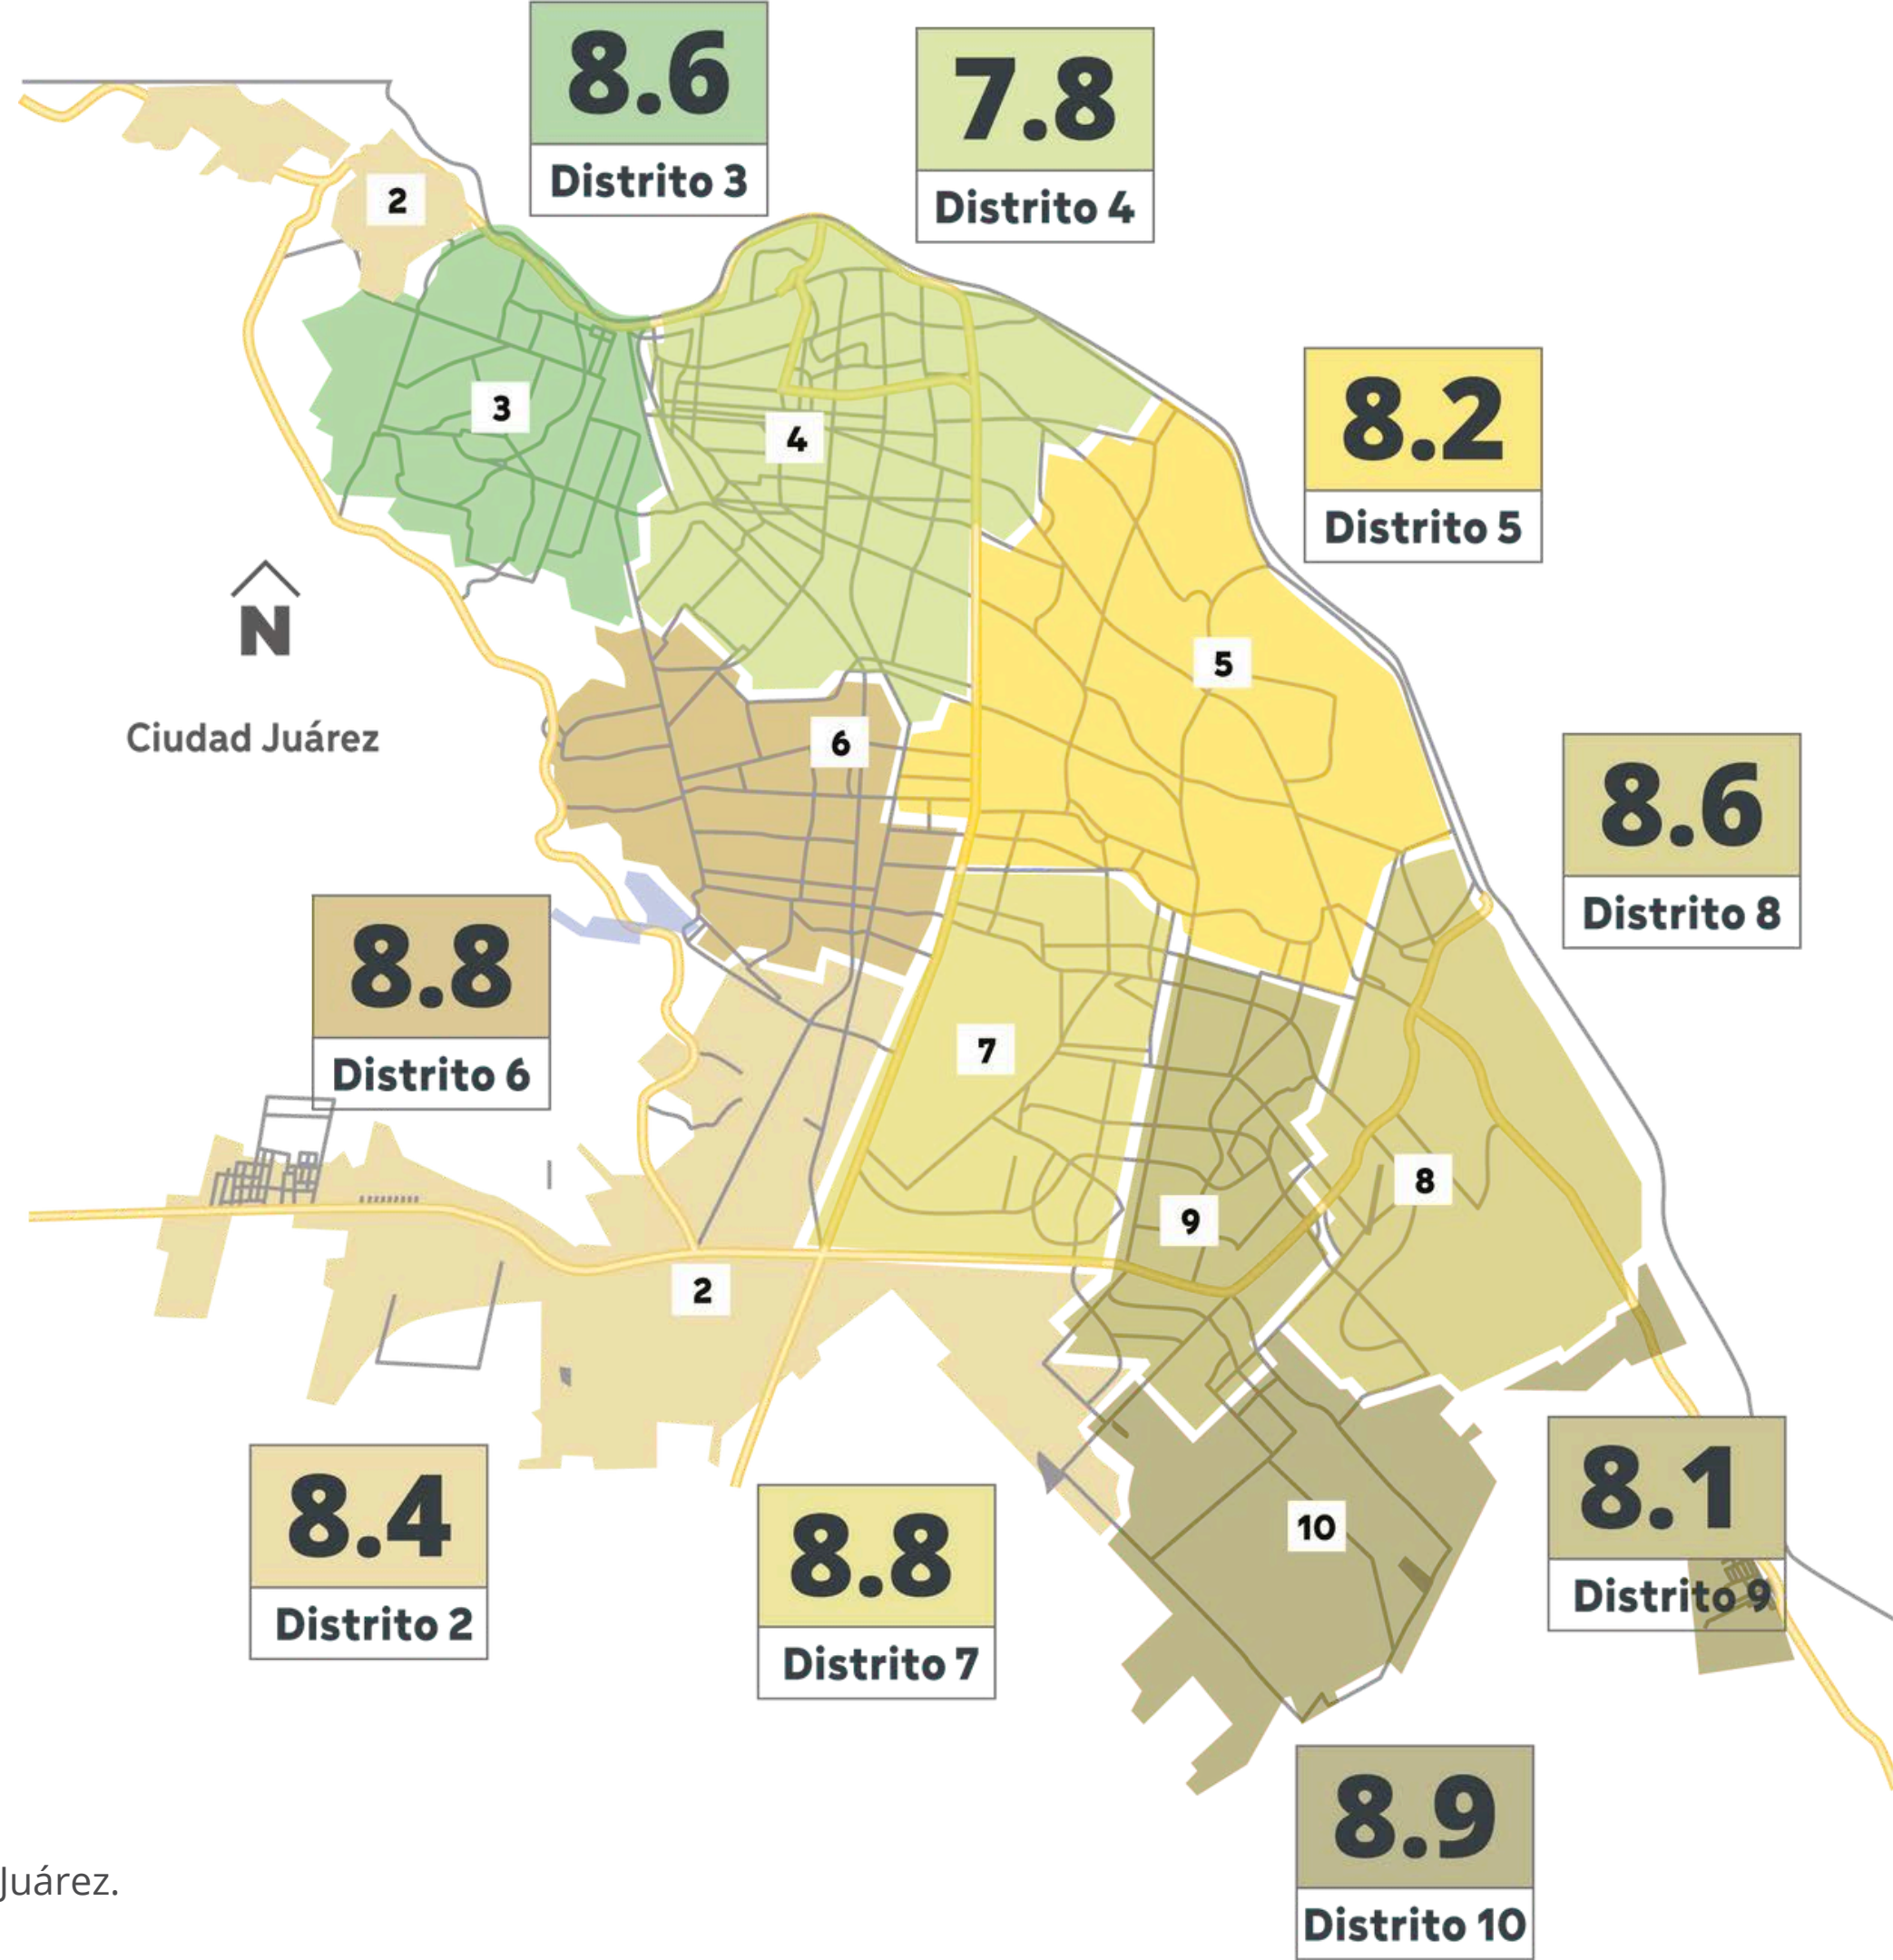 8.6
Distrito 3
7.8
Distrito 4
2
3
4
8.2
Distrito 5
N
Ciudad Juárez
5
6
8.6
Distrito 8
8.8
Distrito 6
7
8
9
2
8.4
Distrito 2
8.8
Distrito 7
10
8.1
Distrito 9
8.9
Distrito 10
Juárez.